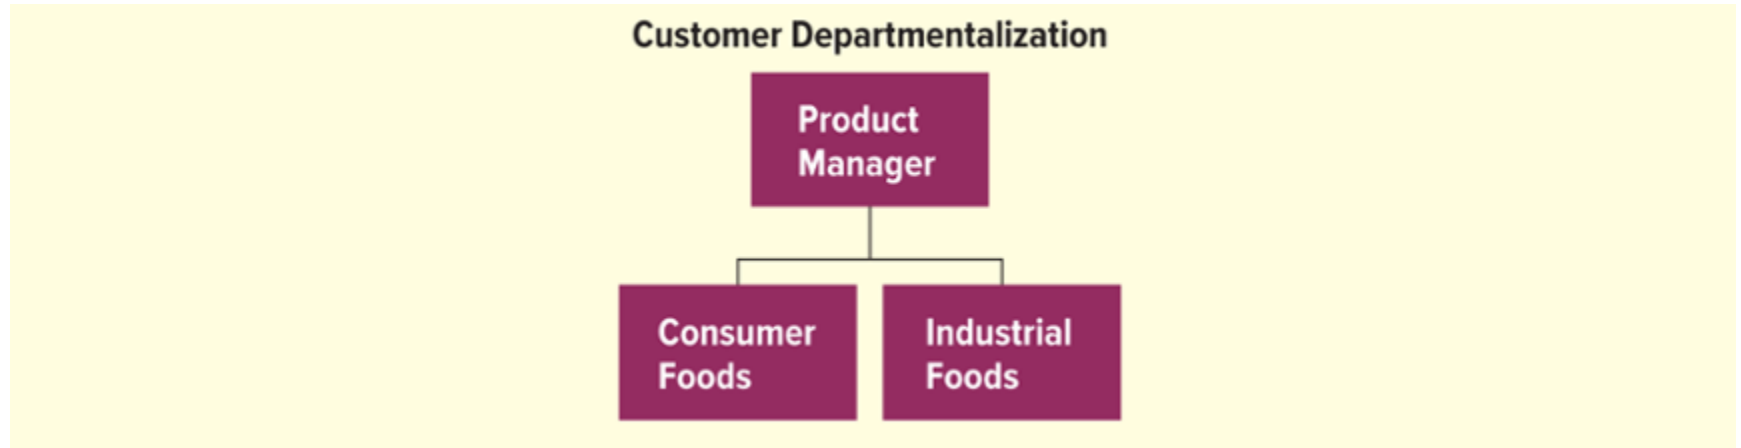 Customer Departmentalization
Product
Manager
Consumer
Foods
Industrial
Foods